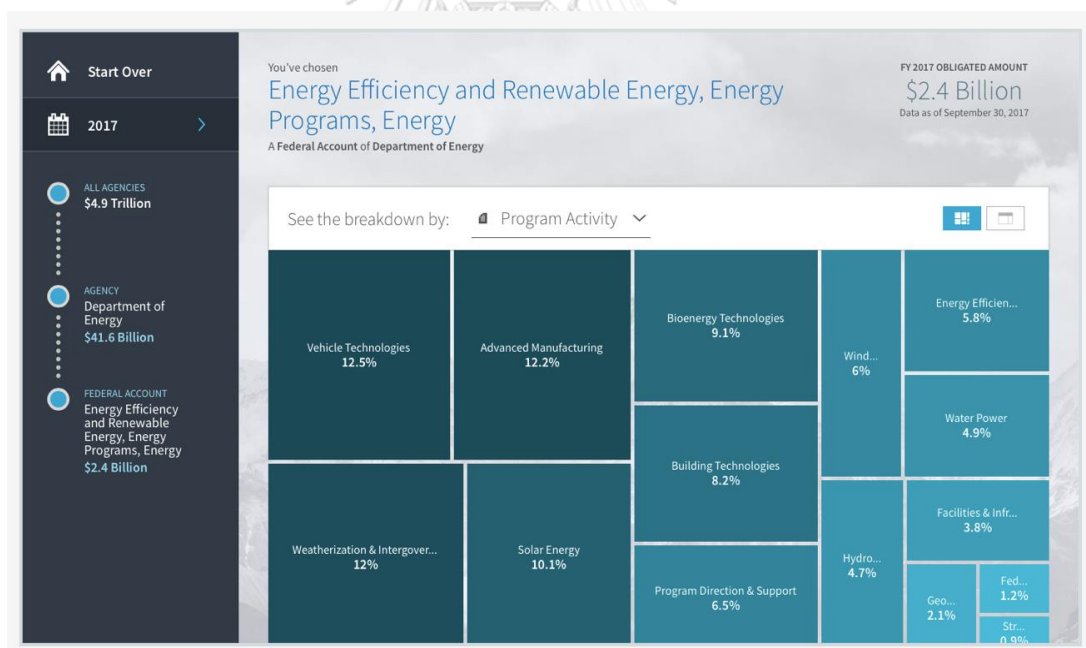 Start Over
2017
ALL AGENCIES
$4.9 Trillion
AGENCY
Department of
Energy
$41.6 Billion
FEDERAL ACCOUNT
Energy Efficiency
and Renewable
Energy, Energy
Programs, Energy
$2.4 Billion
You've chosen
Energy Efficiency and Renewable Energy, Energy
Programs, Energy
A Federal Account of Department of Energy
FY 2017 OBLIGATED AMOUNT
$2.4 Billion
Data as of September 30, 2017
See the breakdown by: Program Activity
Vehicle Technologies
12.5%
Advanced Manufacturing
12.2%
Weatherization & Intergover...
12%
Solar Energy
10.1%
Bioenergy Technologies
9.1%
Building Technologies
8.2%
Program Direction & Support
6.5%
Wind...
6%
Hydro...
4.7%
Energy Efficien...
5.8%
Water Power
4.9%
Facilities & Infr...
3.8%
Geo...
2.1%
Fed...
1.2%
Str...
0.9%